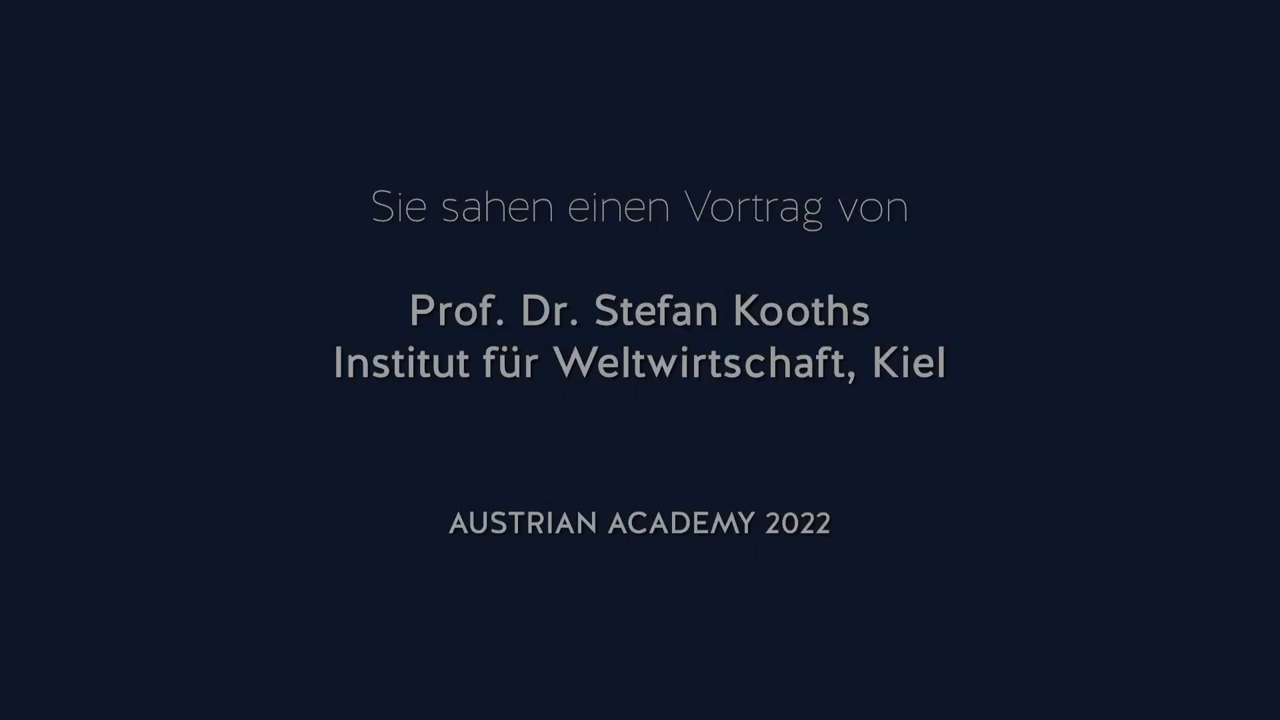 Sie sahen einen Vortrag von
Prof. Dr. Stefan Kooths
Institut für Weltwirtschaft, Kiel
AUSTRIAN ACADEMY 2022